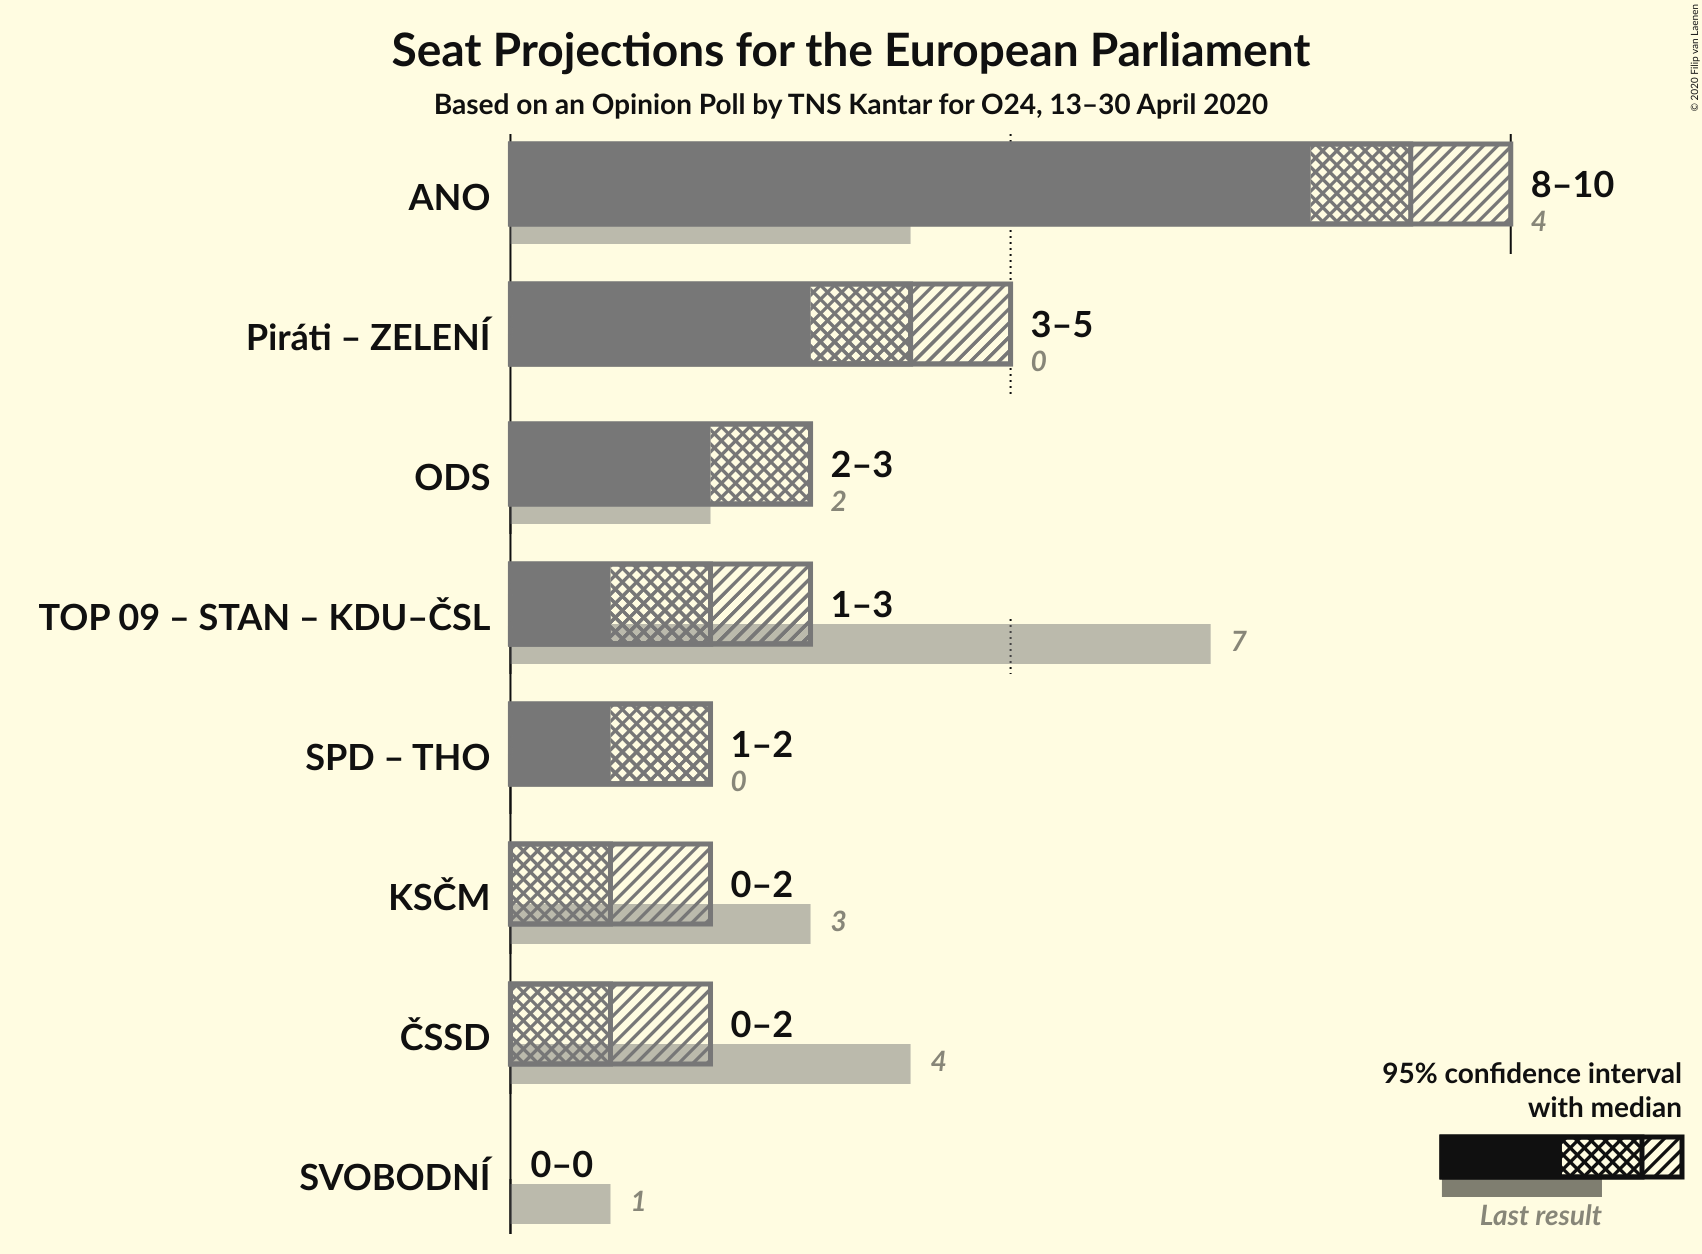 Seat Projections for the European Parliament
Based on an Opinion Poll by TNS Kantar for O24, 13–30 April 2020
© 2020 Filip van Laenen
ANO
8–10
4
Piráti – ZELENÍ
3–5
0
ODS
2–3
2
TOP 09 – STAN – KDU–ČSL
1–3
7
SPD – THO
1–2
0
KSČM
0–2
3
ČSSD
0–2
4
SVOBODNÍ
0–0
1
95% confidence interval
with median
Last result